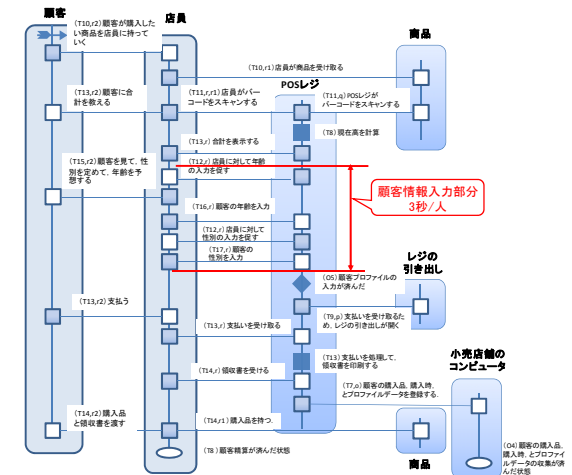 顧客
店員
（T10,r2）顧客が購入した
い商品を店員に持って
いく
商品
（T10,r1）店員が商品を受け取る
POSレジ
（T13,r2）顧客に合
計を教える
（T11,r,r1）店員がバー
コードをスキャンする
（T11,q）POSレジが
バーコードをスキャンする
（T8）現在高を計算
（T13,r）合計を表示する
（T15,r2）顧客を見て、性
別を定めて、年齢を予
想する
（T12,r）店員に対して年齢
の入力を促す
顧客情報入力部分
3秒/人
（T16,r）顧客の年齢を入力
（T12,r）店員に対して
性別の入力を促す
（T17,r）顧客の
性別を入力
レジの
引き出し
（O5）顧客プロファイルの
入力が済んだ
（T13,r2）支払う
（T9,p）支払いを受け取るた
め、レジの引き出しが開く
（T13,r）支払いを受け取る
小売店舗の
コンピュータ
（T13）支払いを処理して、
領収書を印刷する
（T14,r）領収書を受ける
（T7,o）顧客の購入品、購入時、
とプロファイルデータを登録する.
（T14,r2）購入品
と領収書を渡す
（T14,r1）購入品を持つ.
（T8）顧客精算が済んだ状態
商品
（O4）顧客の購入品、
購入時、とプロファイ
ルデータの収集が済
んだ状態